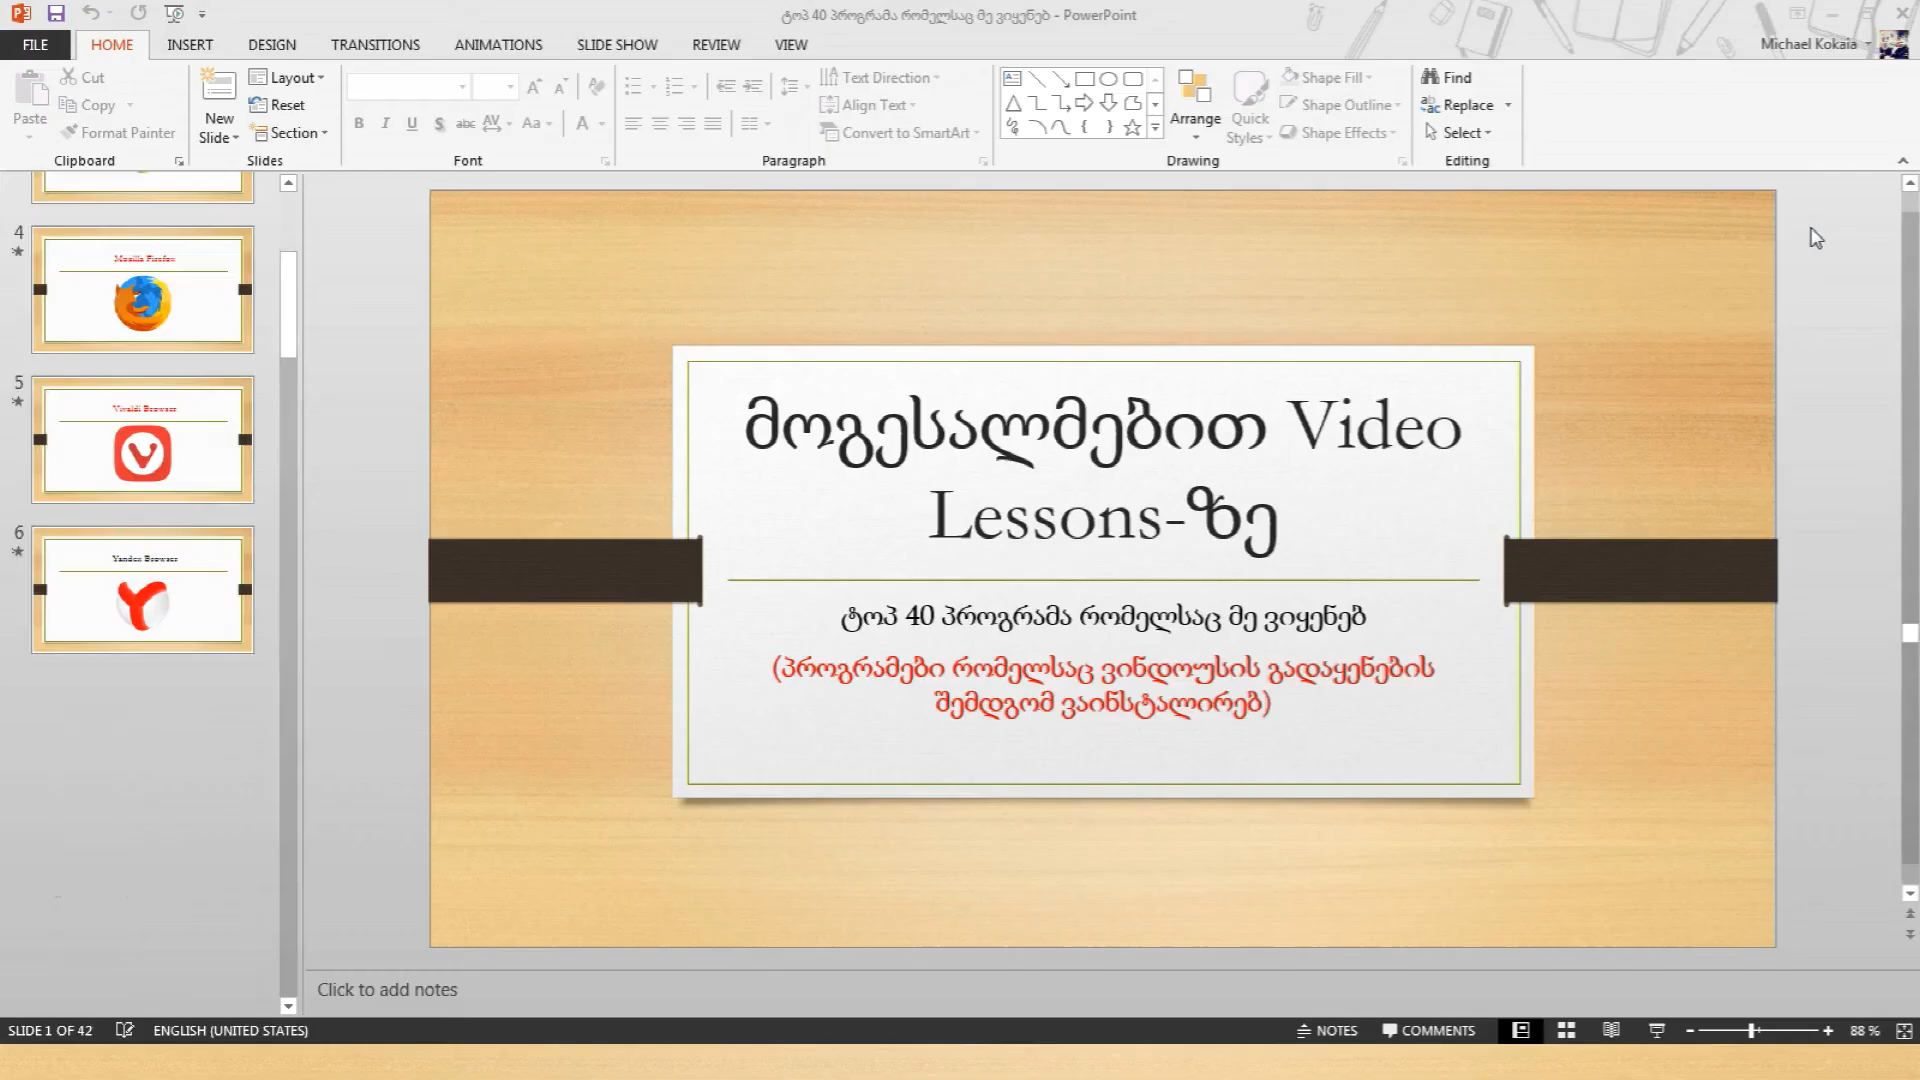 ტოპ 40 პროგრამა რომელსაც მე ვიყენებ - PowerPoint
FILE HOME INSERT DESIGN TRANSITIONS ANIMATIONS SLIDE SHOW REVIEW VIEW Michael Kokaia
Cut
Copy
Paste
Format Painter
Clipboard
New Slide
Layout
Reset
Section
Slides
B I U S abc AV Aa A
Font
Text Direction
Align Text
Convert to SmartArt
Paragraph
Arrange
Quick Styles
Shape Fill
Shape Outline
Shape Effects
Drawing
Find
Replace
Select
Editing
4
Mozilla Firefox
5
Vivaldi Browser
6
Yandex Browser
მოგესალმებით Video
Lessons-ზე
ტოპ 40 პროგრამა რომელსაც მე ვიყენებ
(პროგრამები რომელსაც ვინდოუსის გადაყენების
შემდგომ ვაინსტალირებ)
Click to add notes
SLIDE 1 OF 42 ENGLISH (UNITED STATES) NOTES COMMENTS 88 %